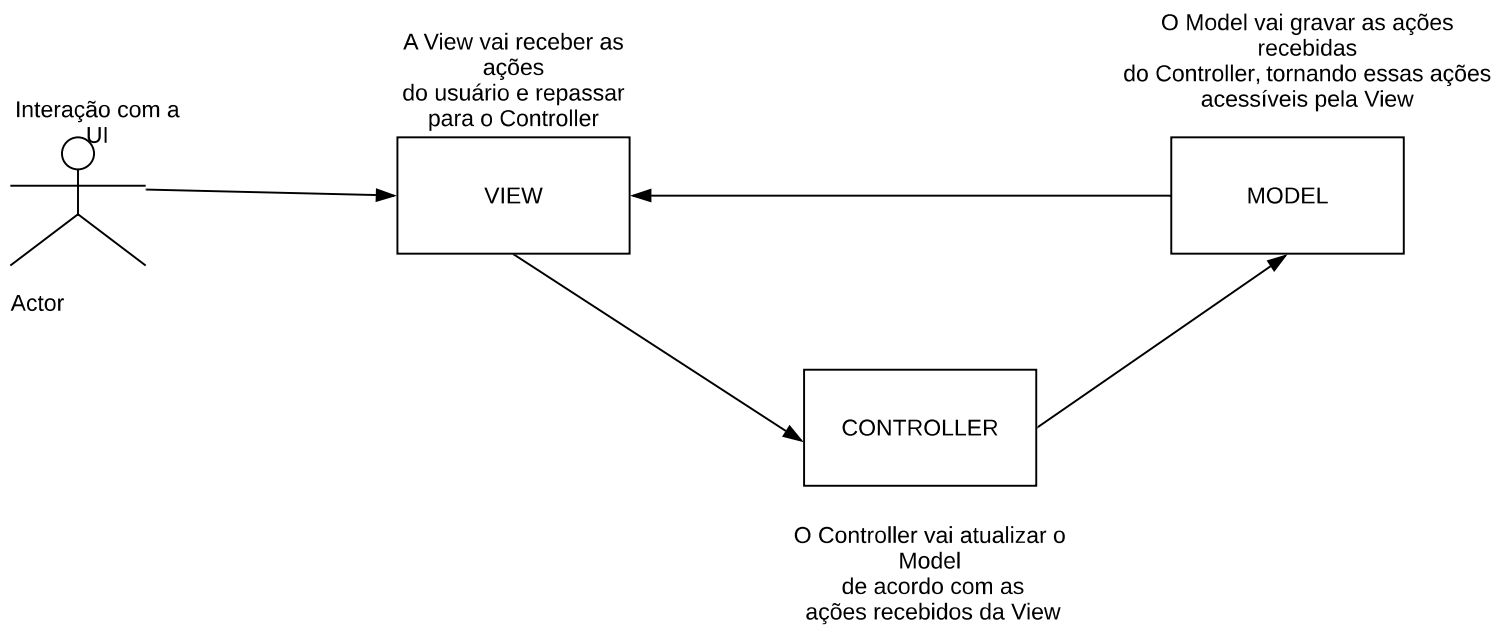 Interação com a
UI
Actor
A View vai receber as
ações
do usuário e repassar
para o Controller
VIEW
O Model vai gravar as ações
recebidas
do Controller, tornando essas ações
acessíveis pela View
MODEL
CONTROLLER
O Controller vai atualizar o
Model
de acordo com as
ações recebidos da View